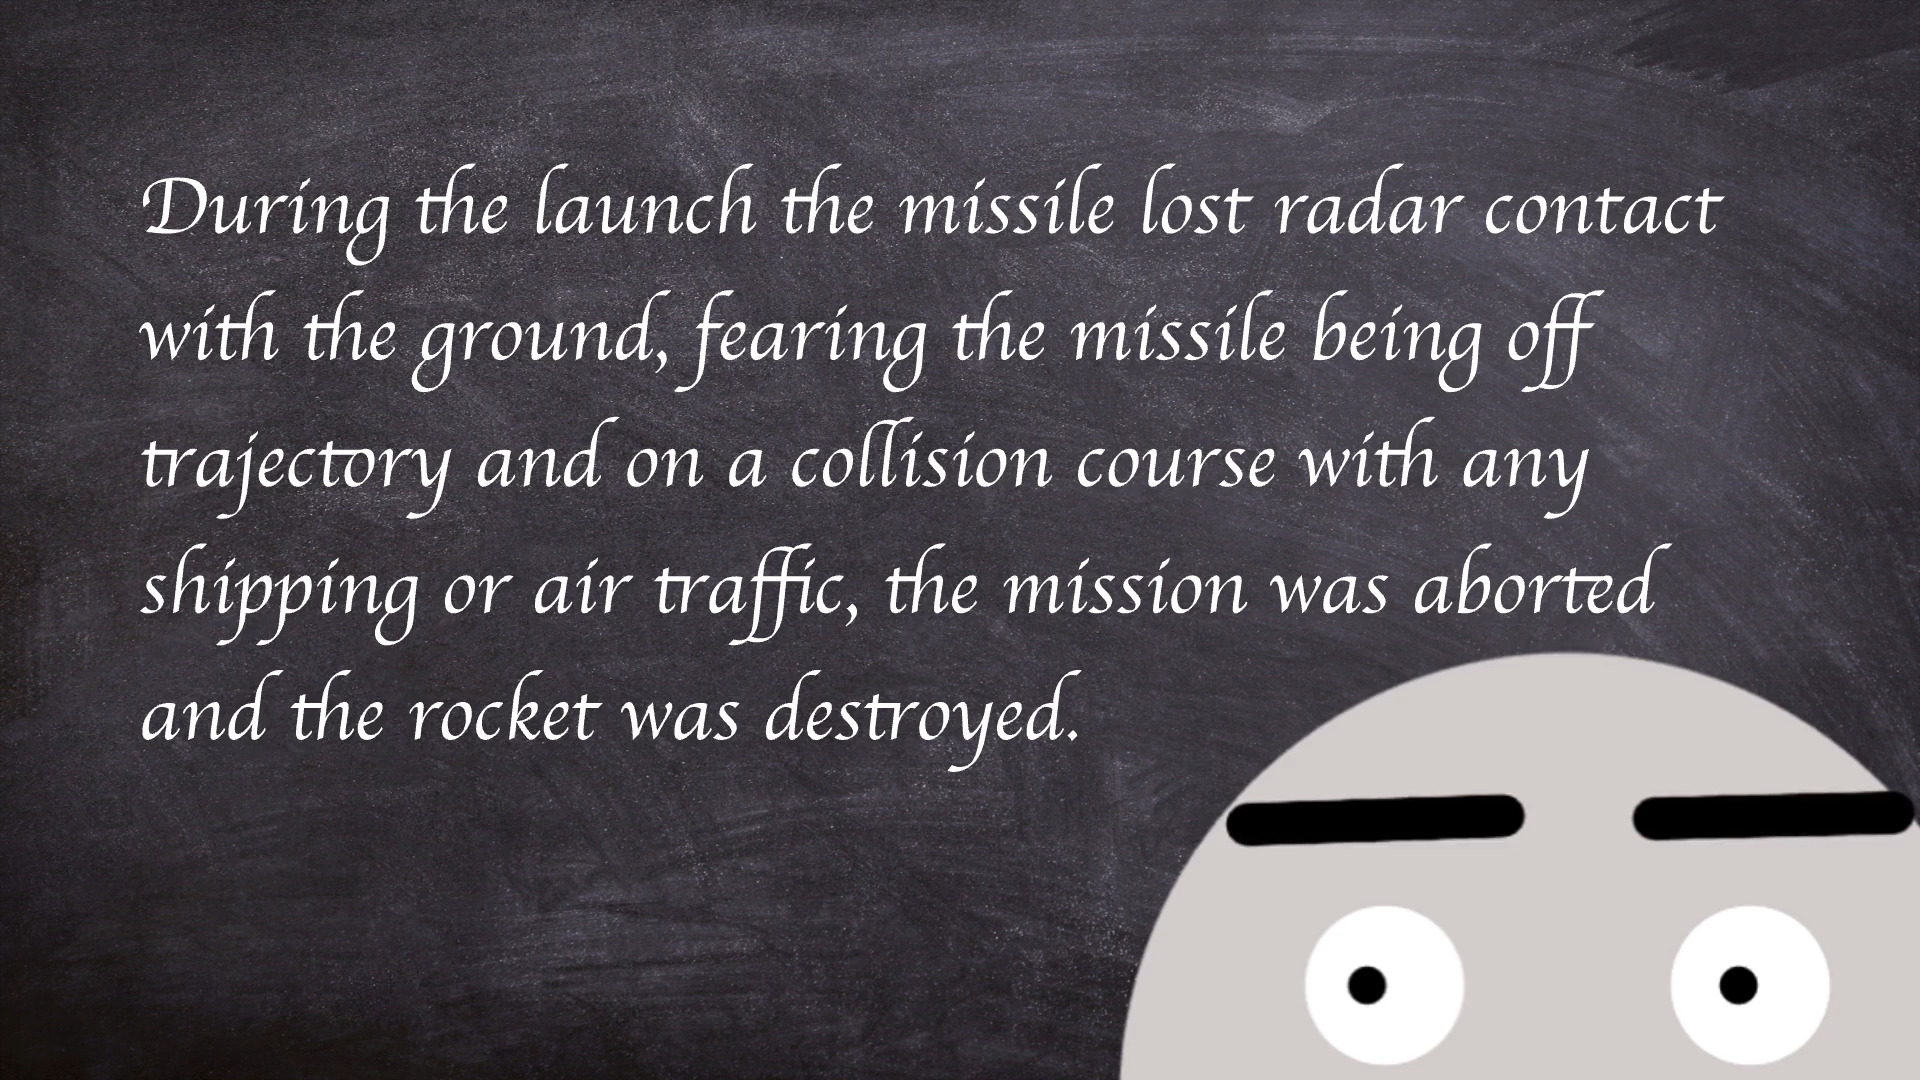 During the launch the missile lost radar contact
with the ground, fearing the missile being off
trajectory and on a collision course with any
shipping or air traffic, the mission was aborted
and the rocket was destroyed.